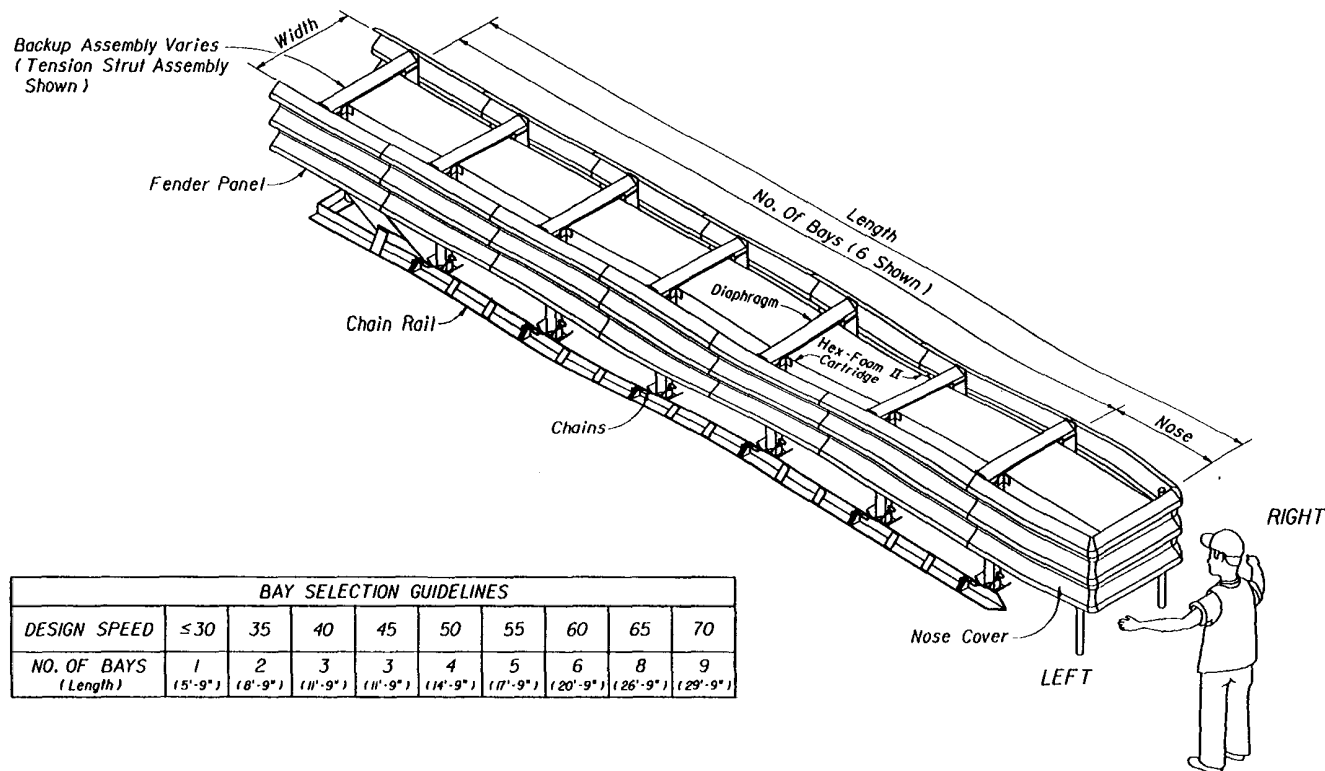 Backup Assembly Varies
(Tension Strut Assembly
Shown)
Width
Fender Panel
Length
No. Of Bays (6 Shown)
Diaphragm
Hex-Foam II
Cartridge
Chain Rail
Chains
Nose
RIGHT
Nose Cover
LEFT
BAY SELECTION GUIDELINES
DESIGN SPEED ≤30 35 40 45 50 55 60 65 70
NO. OF BAYS 1 2 3 3 4 5 6 8 9
(Length) (5'-9") (8'-9") (11'-9") (11'-9") (14'-9") (17'-9") (20'-9") (26'-9") (29'-9")